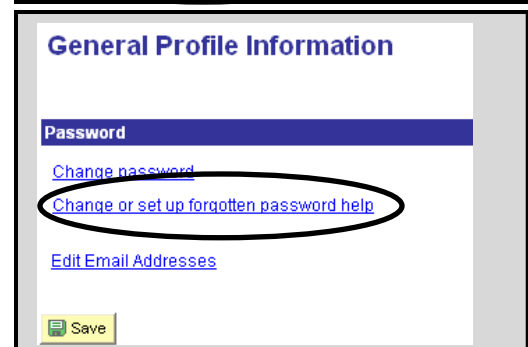 General Profile Information
Password
Change password
Change or set up forgotten password help
Edit Email Addresses
Save